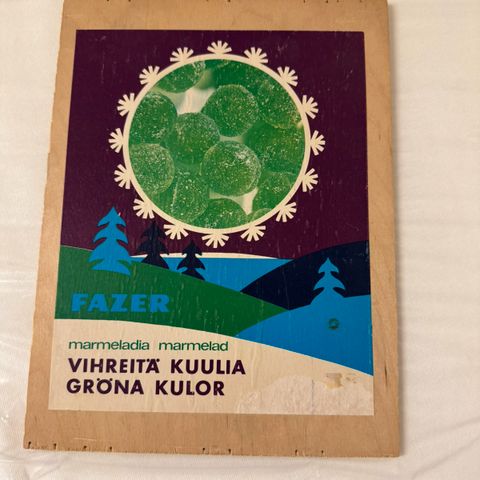 FAZER
marmeladia marmelad
VIHREITÄ KUULIA
GRÖNA KULOR